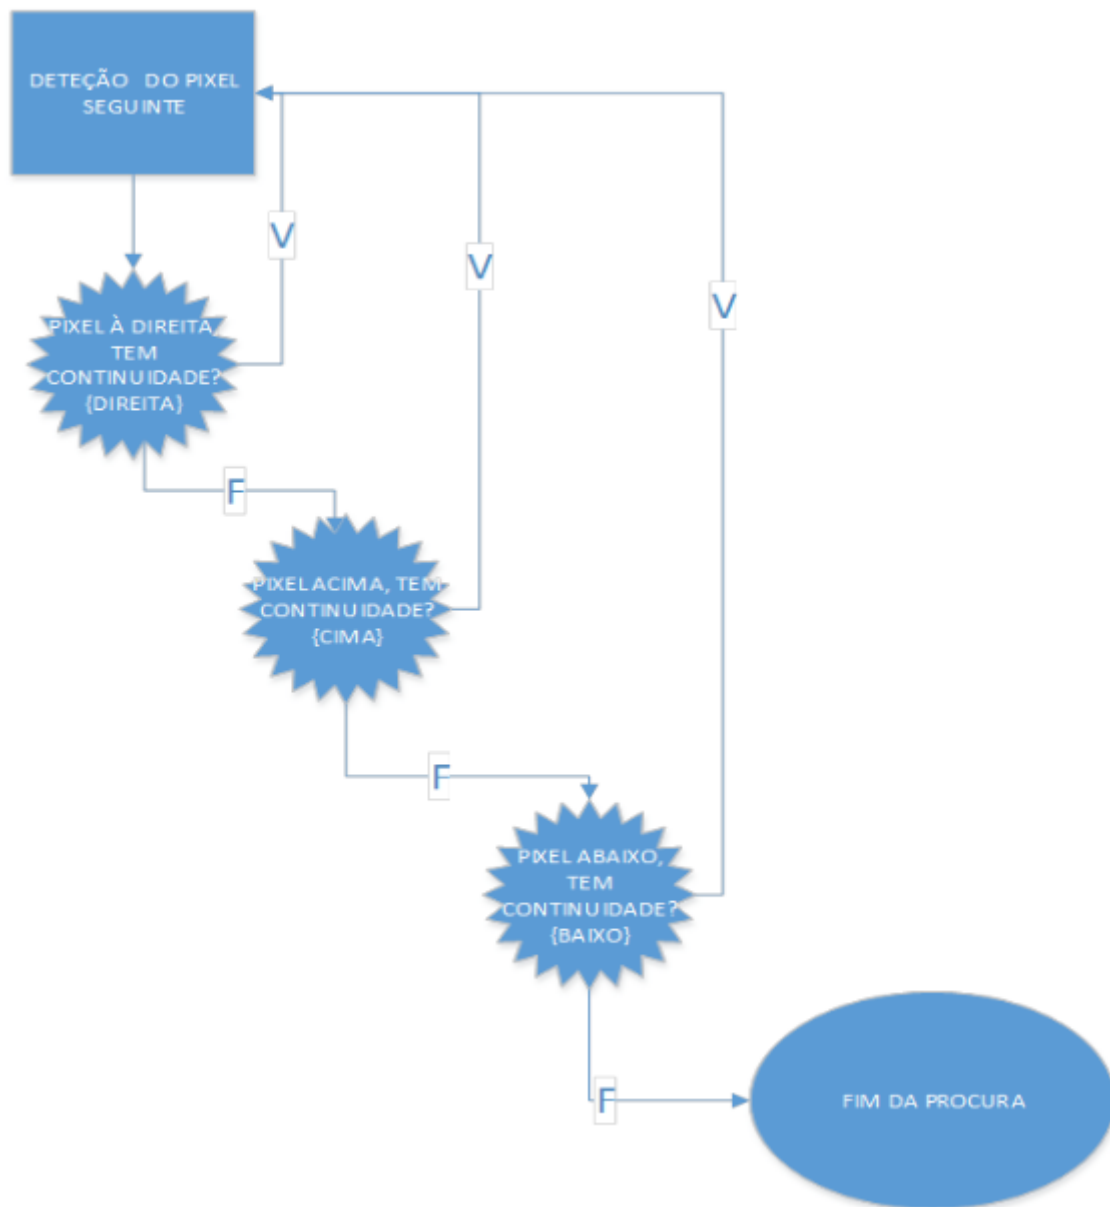 DETEÇÃO DO PIXEL
SEGUINTE
V
V
V
PIXEL À DIREITA,
TEM
CONTINUIDADE?
{DIREITA}
F
PIXEL ACIMA, TEM
CONTINUIDADE?
{CIMA}
F
PIXEL ABAIXO,
TEM
CONTINUIDADE?
{BAIXO}
F
FIM DA PROCURA